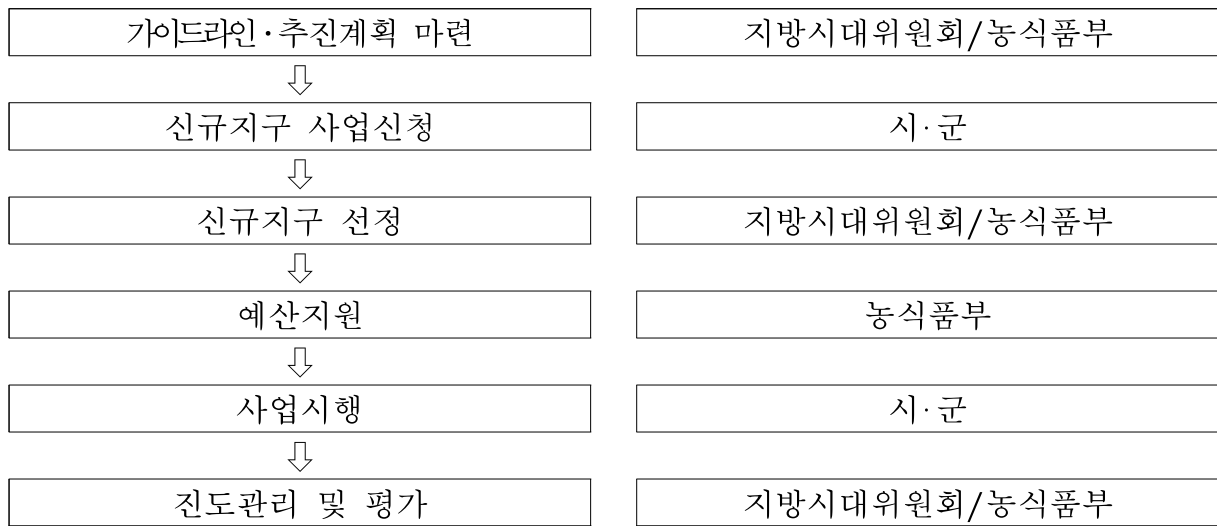 가이드라인·추진계획 마련 지방시대위원회/농식품부
신규지구 사업신청 시·군
신규지구 선정 지방시대위원회/농식품부
예산지원 농식품부
사업시행 시·군
진도관리 및 평가 지방시대위원회/농식품부